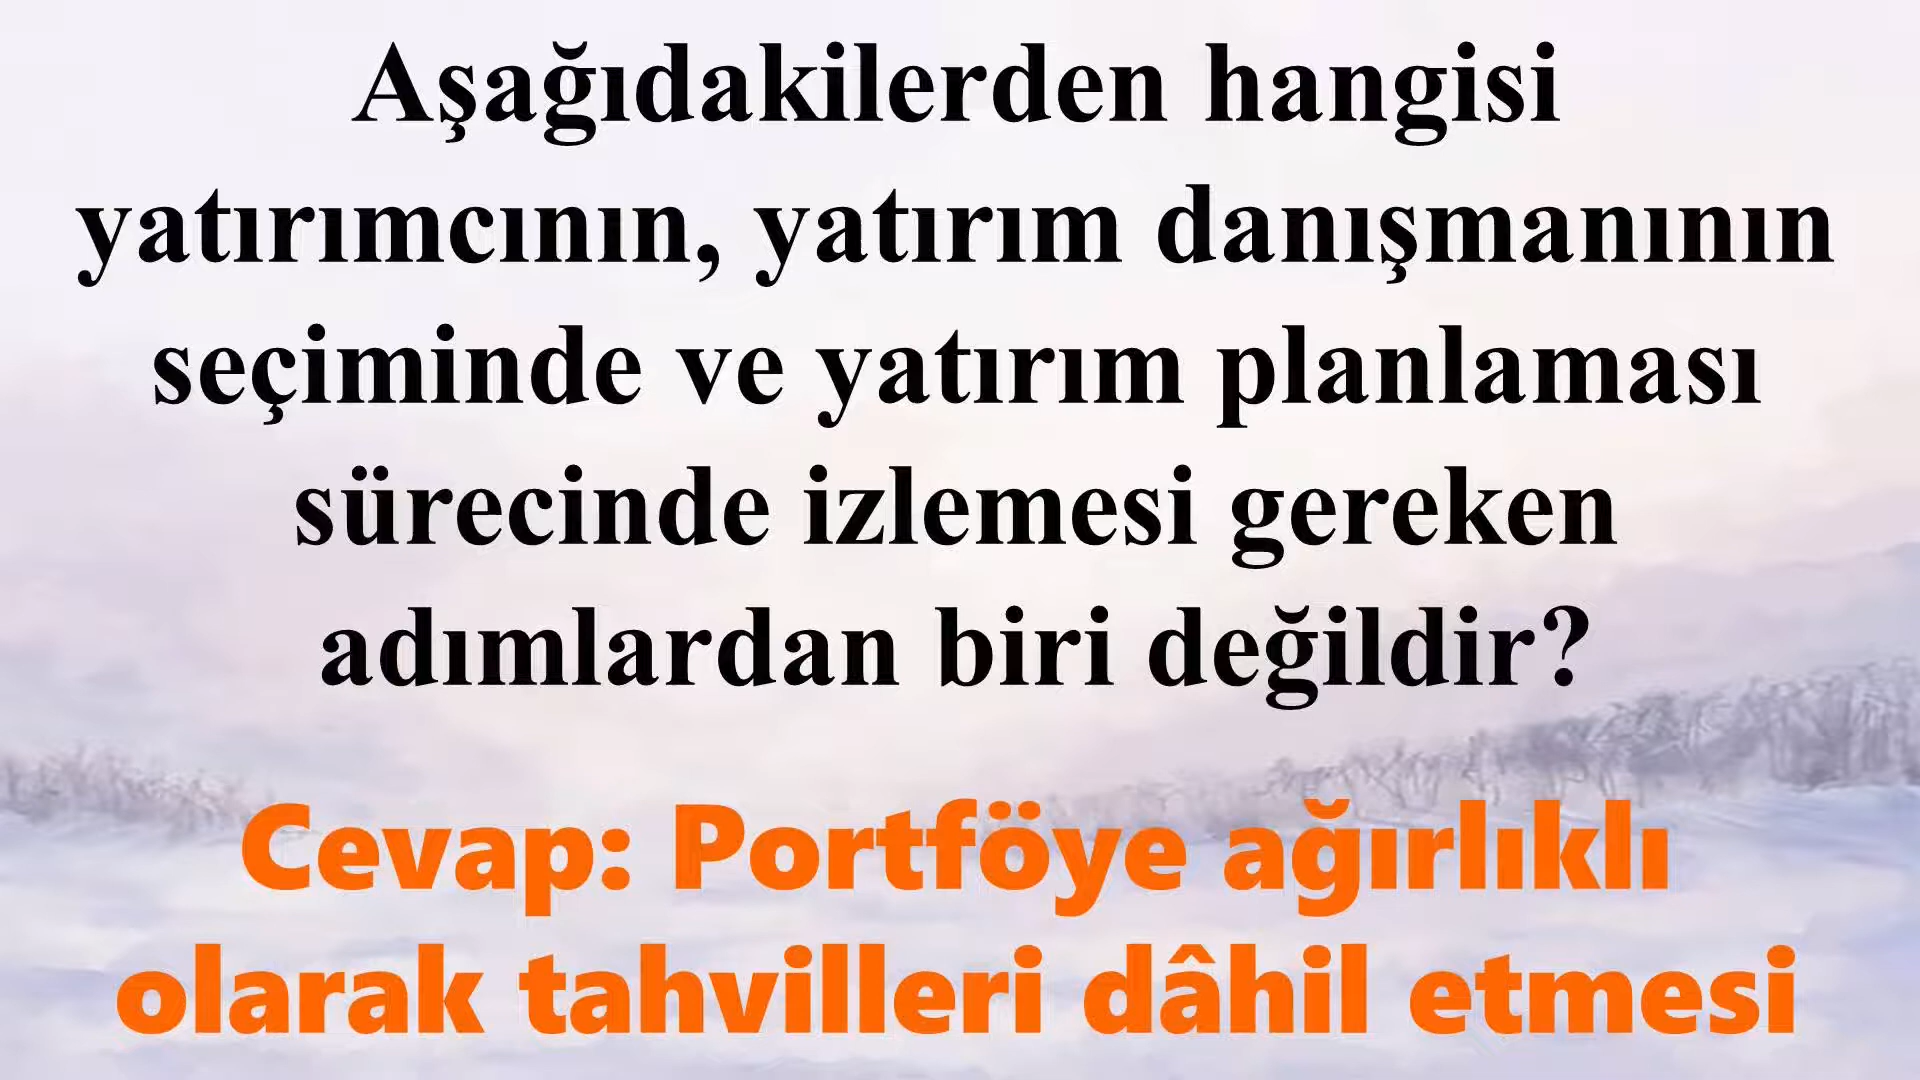 Aşağıdakilerden hangisi
yatırımcının, yatırım danışmanının
seçiminde ve yatırım planlaması
sürecinde izlemesi gereken
adımlardan biri değildir?
Cevap: Portföye ağırlıklı
olarak tahvilleri dâhil etmesi